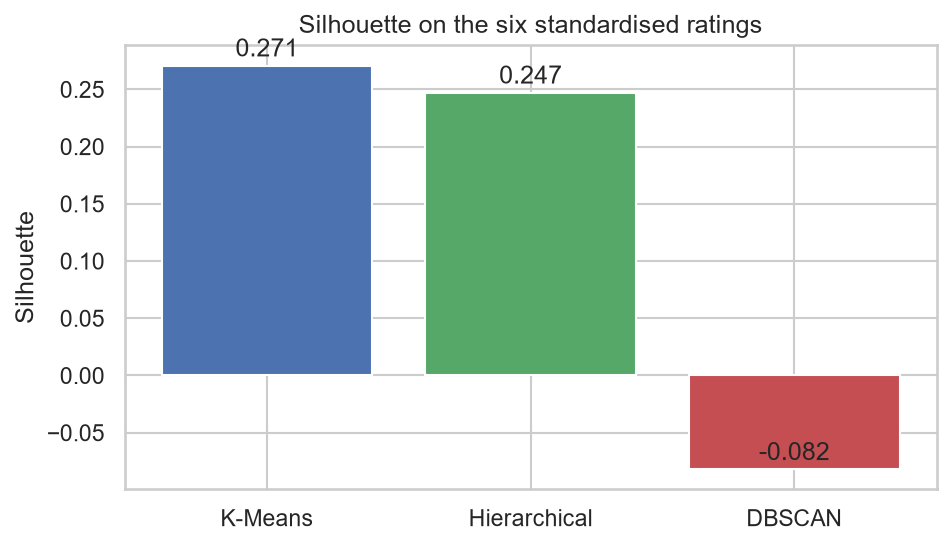 Silhouette on the six standardised ratings
0.271
0.247
-0.082
0.25
0.20
0.15
0.10
0.05
0.00
−0.05
Silhouette
K-Means
Hierarchical
DBSCAN